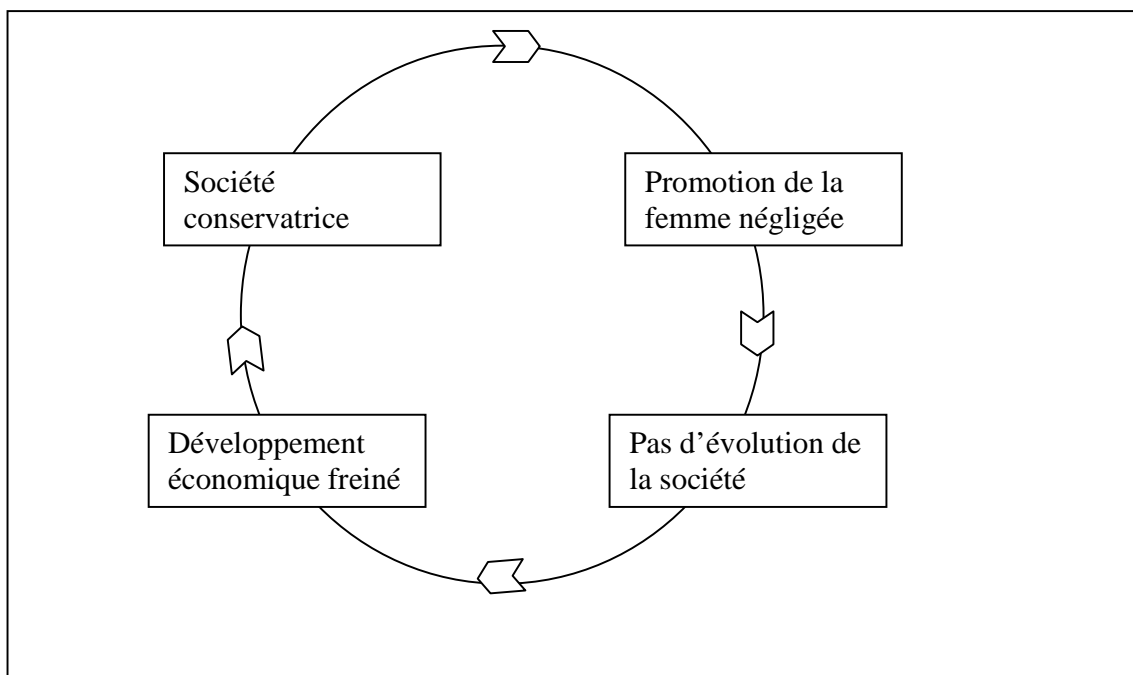 Société
conservatrice
Promotion de la
femme négligée
Développement
économique freiné
Pas d’évolution de
la société